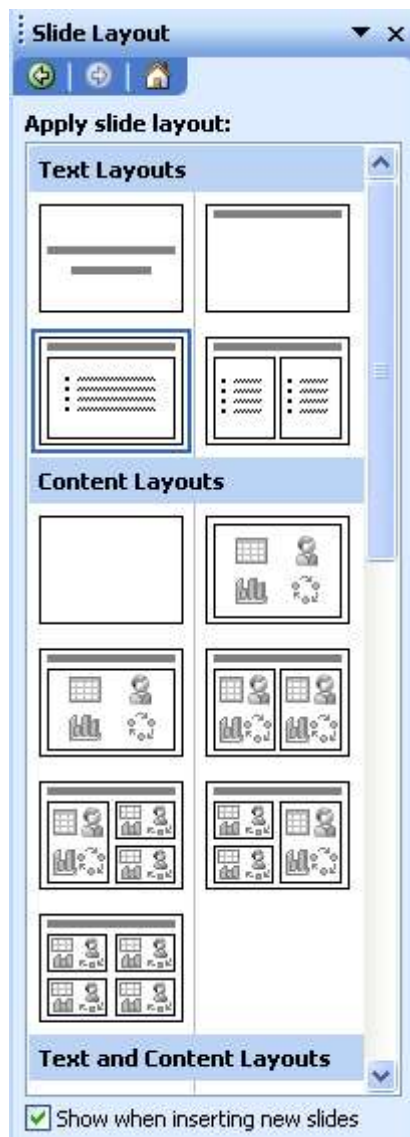 Slide Layout
Apply slide layout:
Text Layouts
Content Layouts
Text and Content Layouts
Show when inserting new slides